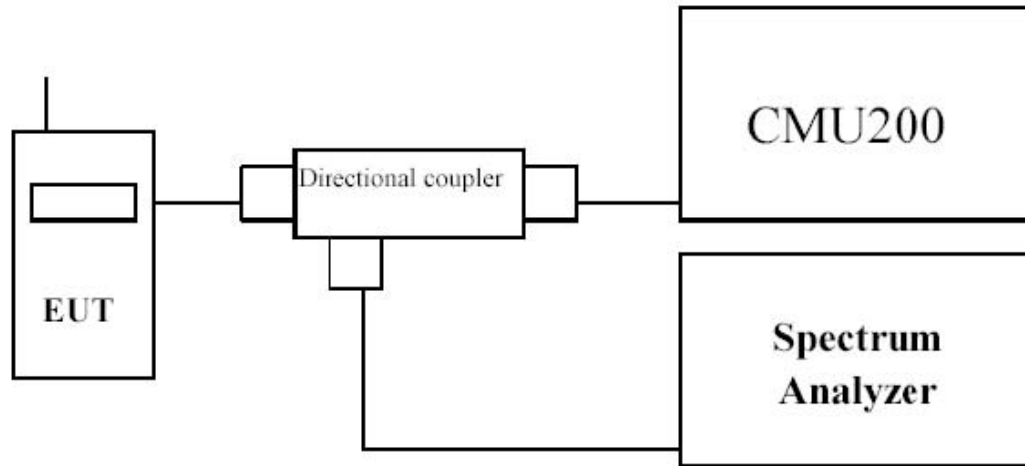 CMU200
Directional coupler
EUT
Spectrum
Analyzer